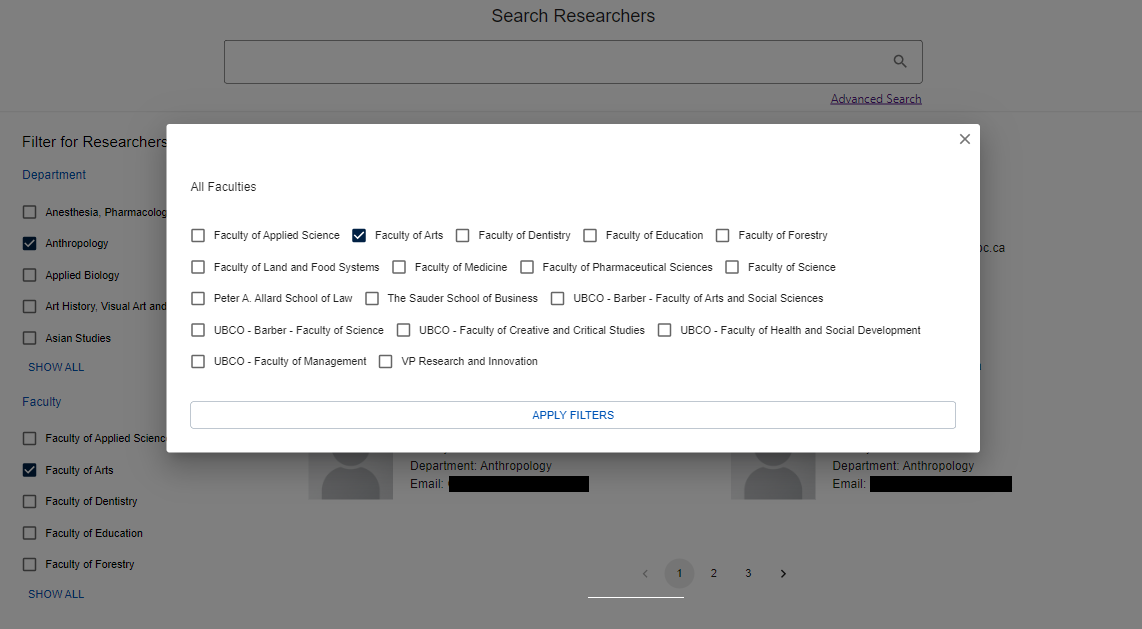 Search Researchers
Advanced Search
Filter for Researchers
Department
Anesthesia, Pharmacolog
Anthropology
Applied Biology
Art History, Visual Art and
Asian Studies
SHOW ALL
Faculty
Faculty of Applied Scienc
Faculty of Arts
Faculty of Dentistry
Faculty of Education
Faculty of Forestry
SHOW ALL
All Faculties
Faculty of Applied Science Faculty of Arts Faculty of Dentistry Faculty of Education Faculty of Forestry
Faculty of Land and Food Systems Faculty of Medicine Faculty of Pharmaceutical Sciences Faculty of Science
Peter A. Allard School of Law The Sauder School of Business UBCO - Barber - Faculty of Arts and Social Sciences
UBCO - Barber - Faculty of Science UBCO - Faculty of Creative and Critical Studies UBCO - Faculty of Health and Social Development
UBCO - Faculty of Management VP Research and Innovation
APPLY FILTERS
oc.ca
Department: Anthropology
Email:
Department: Anthropology
Email:
1 2 3